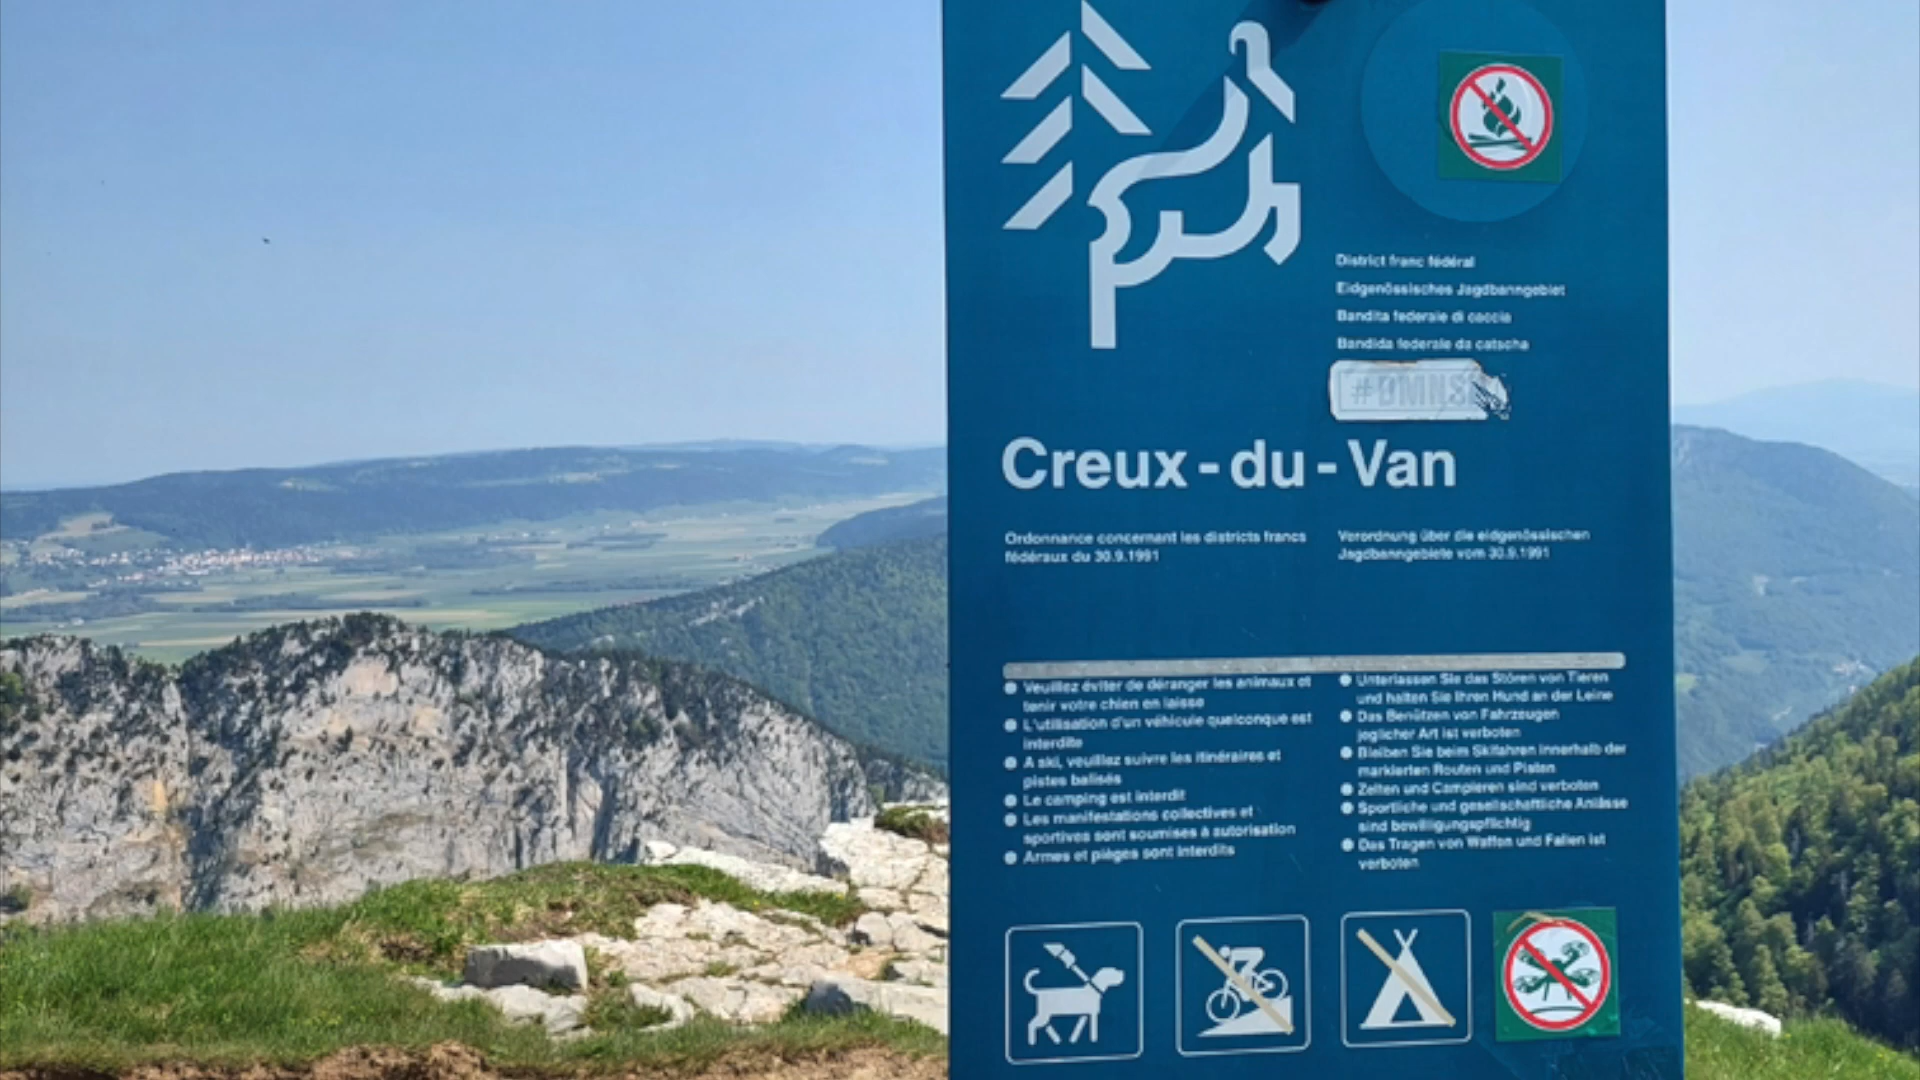 District franc fédéral
Eidgenössisches Jagdbanngebiet
Bandita federale di caccia
Bandida federala da catscha
#BMNS
Creux-du-Van
Ordonnance concernant les districts francs
fédéraux du 30.9.1991
Verordnung über die eidgenössischen
Jagdbanngebiete vom 30.9.1991
Veuillez éviter de déranger les animaux et
tenir votre chien en laisse
L'utilisation d'un véhicule quelconque est
interdite
A ski, veuillez suivre les itinéraires et
pistes balisés
Le camping est interdit
Les manifestations collectives et
sportives sont soumises à autorisation
Armes et pièges sont interdits
Unterlassen Sie das Stören von Tieren
und halten Sie Ihren Hund an der Leine
Das Benützen von Fahrzeugen
jeglicher Art ist verboten
Bleiben Sie beim Skifahren innerhalb der
markierten Routen und Pisten
Zelten und Campieren sind verboten
Sportliche und gesellschaftliche Anlässe
sind bewilligungspflichtig
Das Tragen von Waffen und Fallen ist
verboten